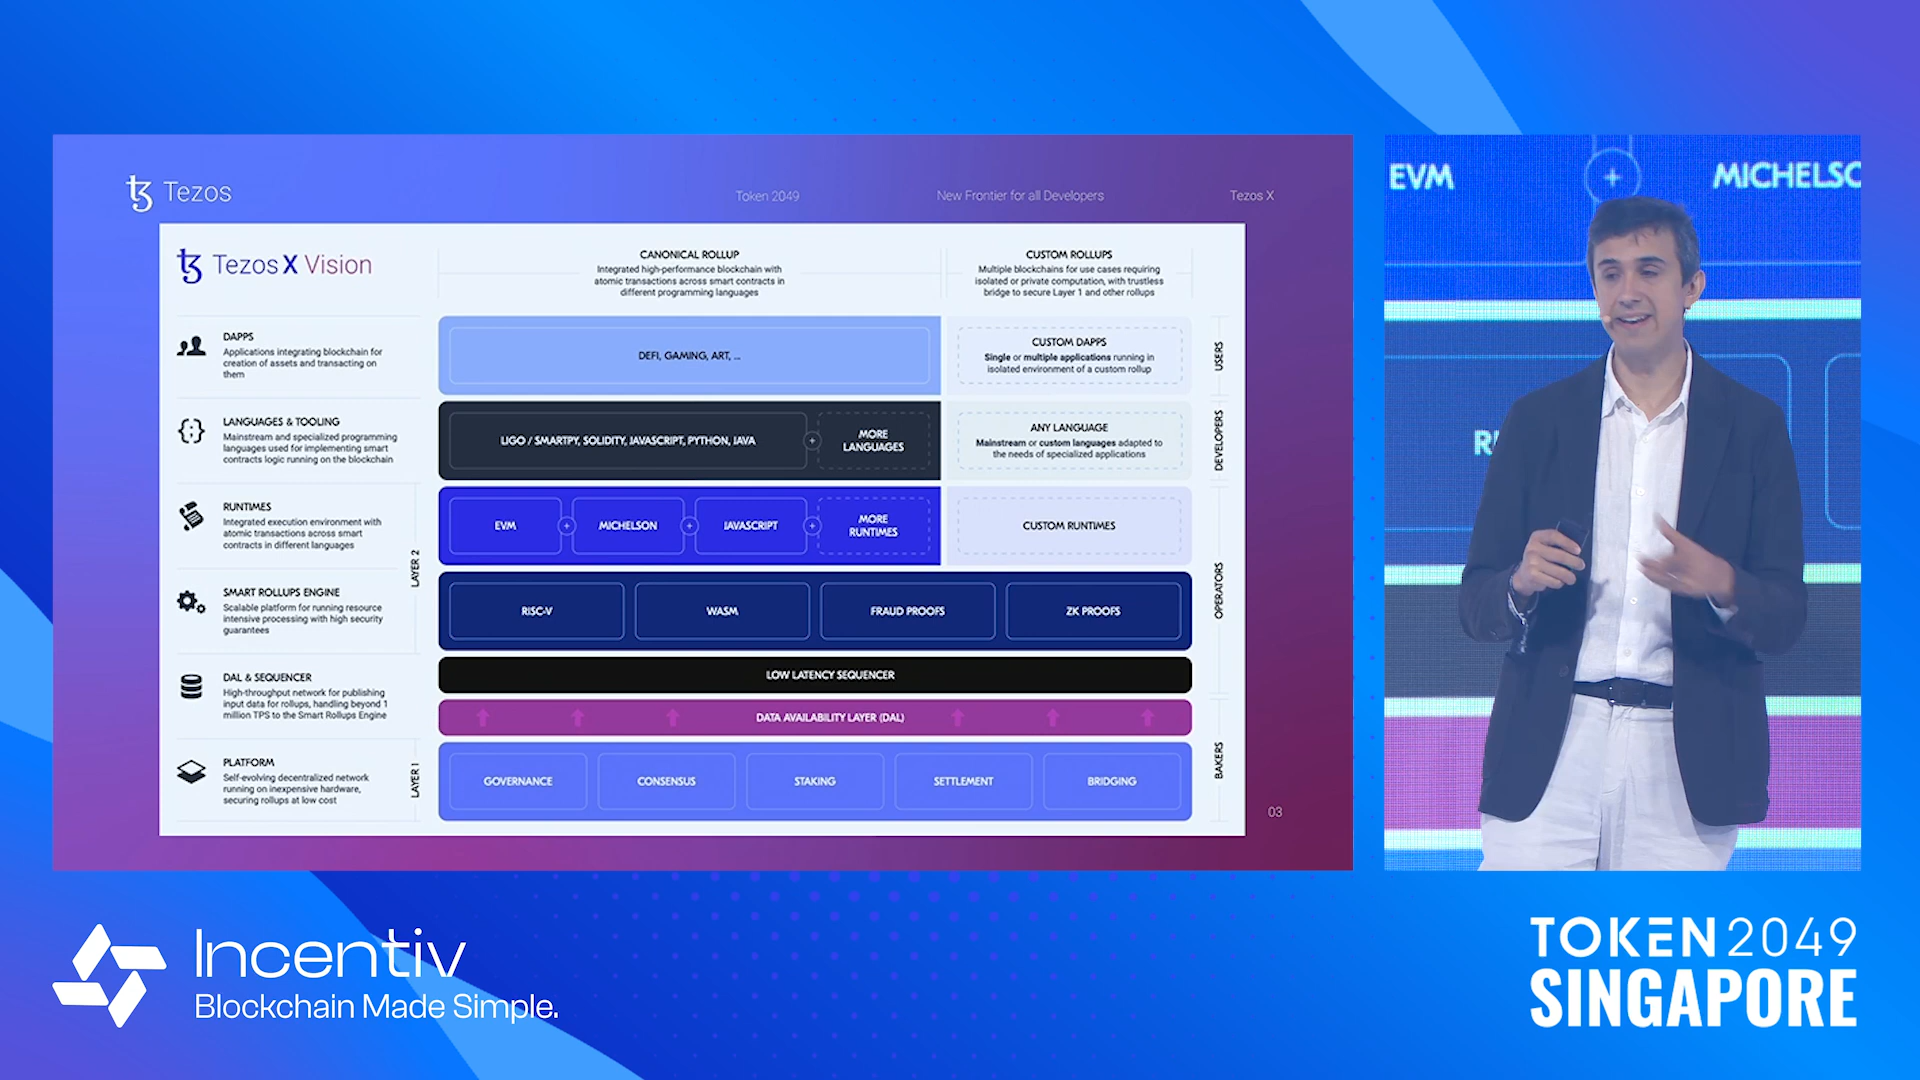 Tezos
Token 2049
New Frontier for all Developers
Tezos X
Tezos X Vision
CANONICAL ROLLUP
Integrated high-performance blockchain with
atomic transactions across smart contracts in
different programming languages
CUSTOM ROLLUPS
Multiple blockchains for use cases requiring
isolated or private computation, with trustless
bridge to secure Layer 1 and other rollups
DAPPS
Applications integrating blockchain for
creation of assets and transacting on
them
DEFI, GAMING, ART, ...
CUSTOM DAPPS
Single or multiple applications running in
isolated environment of a custom rollup
USERS
LANGUAGES & TOOLING
Mainstream and specialized programming
languages used for implementing smart
contracts logic running on the blockchain
LIGO / SMARTPY, SOLIDITY, JAVASCRIPT, PYTHON, JAVA
+
MORE
LANGUAGES
ANY LANGUAGE
Mainstream or custom languages adapted to
the needs of specialized applications
DEVELOPERS
RUNTIMES
Integrated execution environment with
atomic transactions across smart
contracts in different languages
EVM
+
MICHELSON
+
JAVASCRIPT
+
MORE
RUNTIMES
CUSTOM RUNTIMES
LAYER 2
SMART ROLLUPS ENGINE
Scalable platform for running resource
intensive processing with high security
guarantees
RISC-V
WASM
FRAUD PROOFS
ZK PROOFS
OPERATORS
DAL & SEQUENCER
High-throughput network for publishing
input data for rollups, handling beyond 1
million TPS to the Smart Rollups Engine
LOW LATENCY SEQUENCER
DATA AVAILABILITY LAYER (DAL)
PLATFORM
Self-evolving decentralized network
running on inexpensive hardware,
securing rollups at low cost
LAYER 1
GOVERNANCE
CONSENSUS
STAKING
SETTLEMENT
BRIDGING
BAKERS
03
EVM
+
MICHELSO
R
Incentiv
Blockchain Made Simple.
TOKEN2049
SINGAPORE